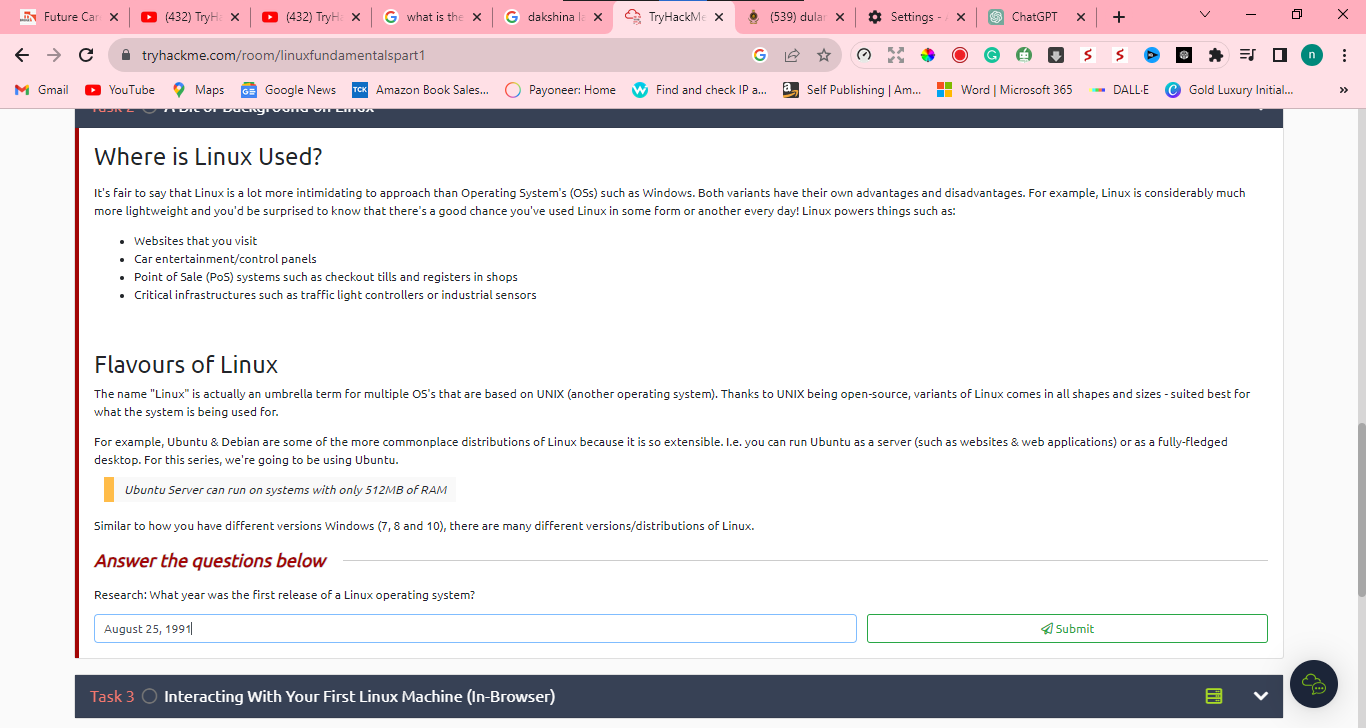 Future Car
(432) TryHa
(432) TryHa
what is the
dakshina la
TryHackMe
(539) dulan
Settings - A
ChatGPT
tryhackme.com/room/linuxfundamentalspart1
n
Gmail
YouTube
Maps
Google News
TCK
Amazon Book Sales...
Payoneer: Home
Find and check IP a...
Self Publishing | Am...
Word | Microsoft 365
DALL·E
Gold Luxury Initial...
»
Task 2 A Bit of Background on Linux
Where is Linux Used?
It's fair to say that Linux is a lot more intimidating to approach than Operating System's (OSs) such as Windows. Both variants have their own advantages and disadvantages. For example, Linux is considerably much
more lightweight and you'd be surprised to know that there's a good chance you've used Linux in some form or another every day! Linux powers things such as:
• Websites that you visit
• Car entertainment/control panels
• Point of Sale (PoS) systems such as checkout tills and registers in shops
• Critical infrastructures such as traffic light controllers or industrial sensors
Flavours of Linux
The name "Linux" is actually an umbrella term for multiple OS's that are based on UNIX (another operating system). Thanks to UNIX being open-source, variants of Linux comes in all shapes and sizes - suited best for
what the system is being used for.
For example, Ubuntu & Debian are some of the more commonplace distributions of Linux because it is so extensible. I.e. you can run Ubuntu as a server (such as websites & web applications) or as a fully-fledged
desktop. For this series, we're going to be using Ubuntu.
Ubuntu Server can run on systems with only 512MB of RAM
Similar to how you have different versions Windows (7, 8 and 10), there are many different versions/distributions of Linux.
Answer the questions below
Research: What year was the first release of a Linux operating system?
August 25, 1991
Submit
Task 3 Interacting With Your First Linux Machine (In-Browser)